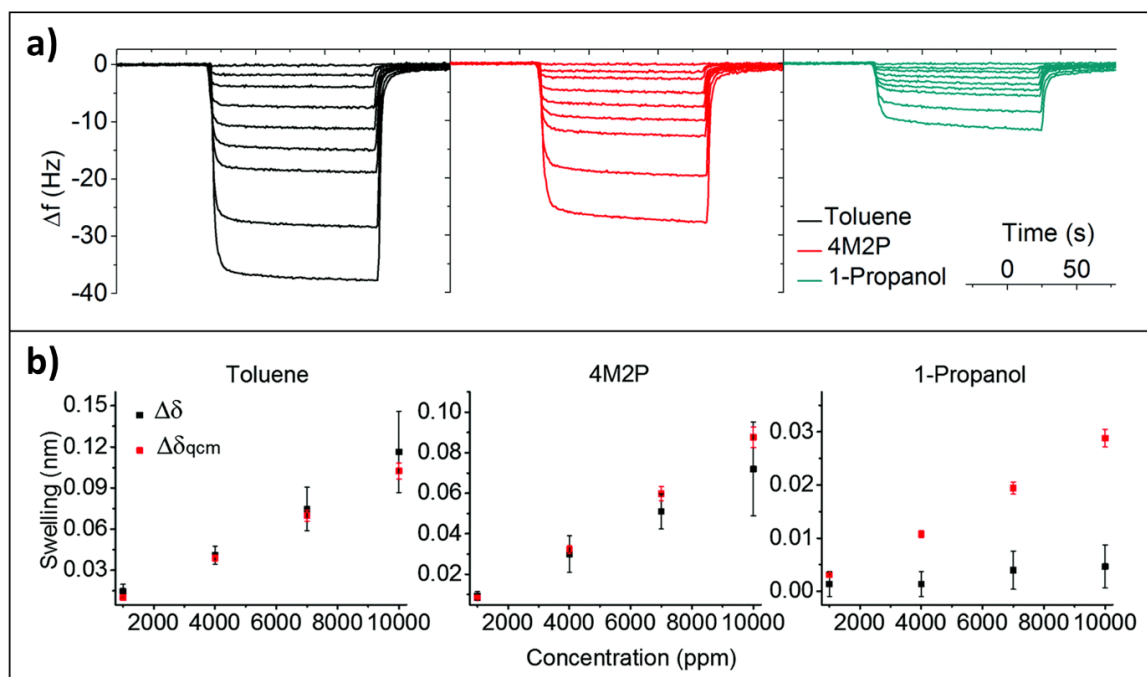 a)
Δf (Hz)
0
-10
-20
-30
-40
Toluene
4M2P
1-Propanol
Time (s)
0 50
b)
Toluene
4M2P
1-Propanol
Swelling (nm)
0.15
0.12
0.09
0.06
0.03
Δδ
Δδqcm
0.10
0.08
0.06
0.04
0.02
0.03
0.02
0.01
0.00
2000 4000 6000 8000 10000
2000 4000 6000 8000 10000
2000 4000 6000 8000 10000
Concentration (ppm)